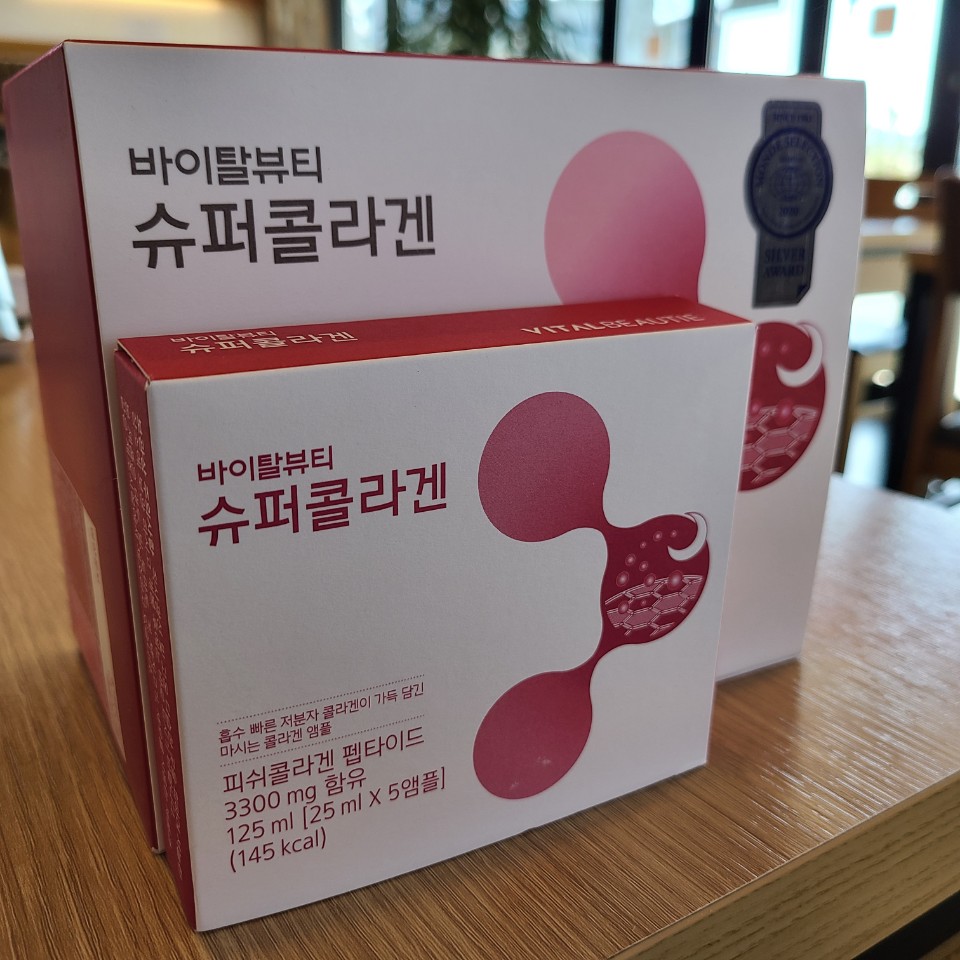 바이탈뷰티
슈퍼콜라겐
SILVER
AWARD
바이탈뷰티
슈퍼콜라겐
VITALBEAUTIE
바이탈뷰티
슈퍼콜라겐
흡수 빠른 저분자 콜라겐이 가득 담긴
마시는 콜라겐 앰플
피쉬콜라겐 펩타이드
3300 mg 함유
125 ml [25 ml X 5앰플]
(145 kcal)